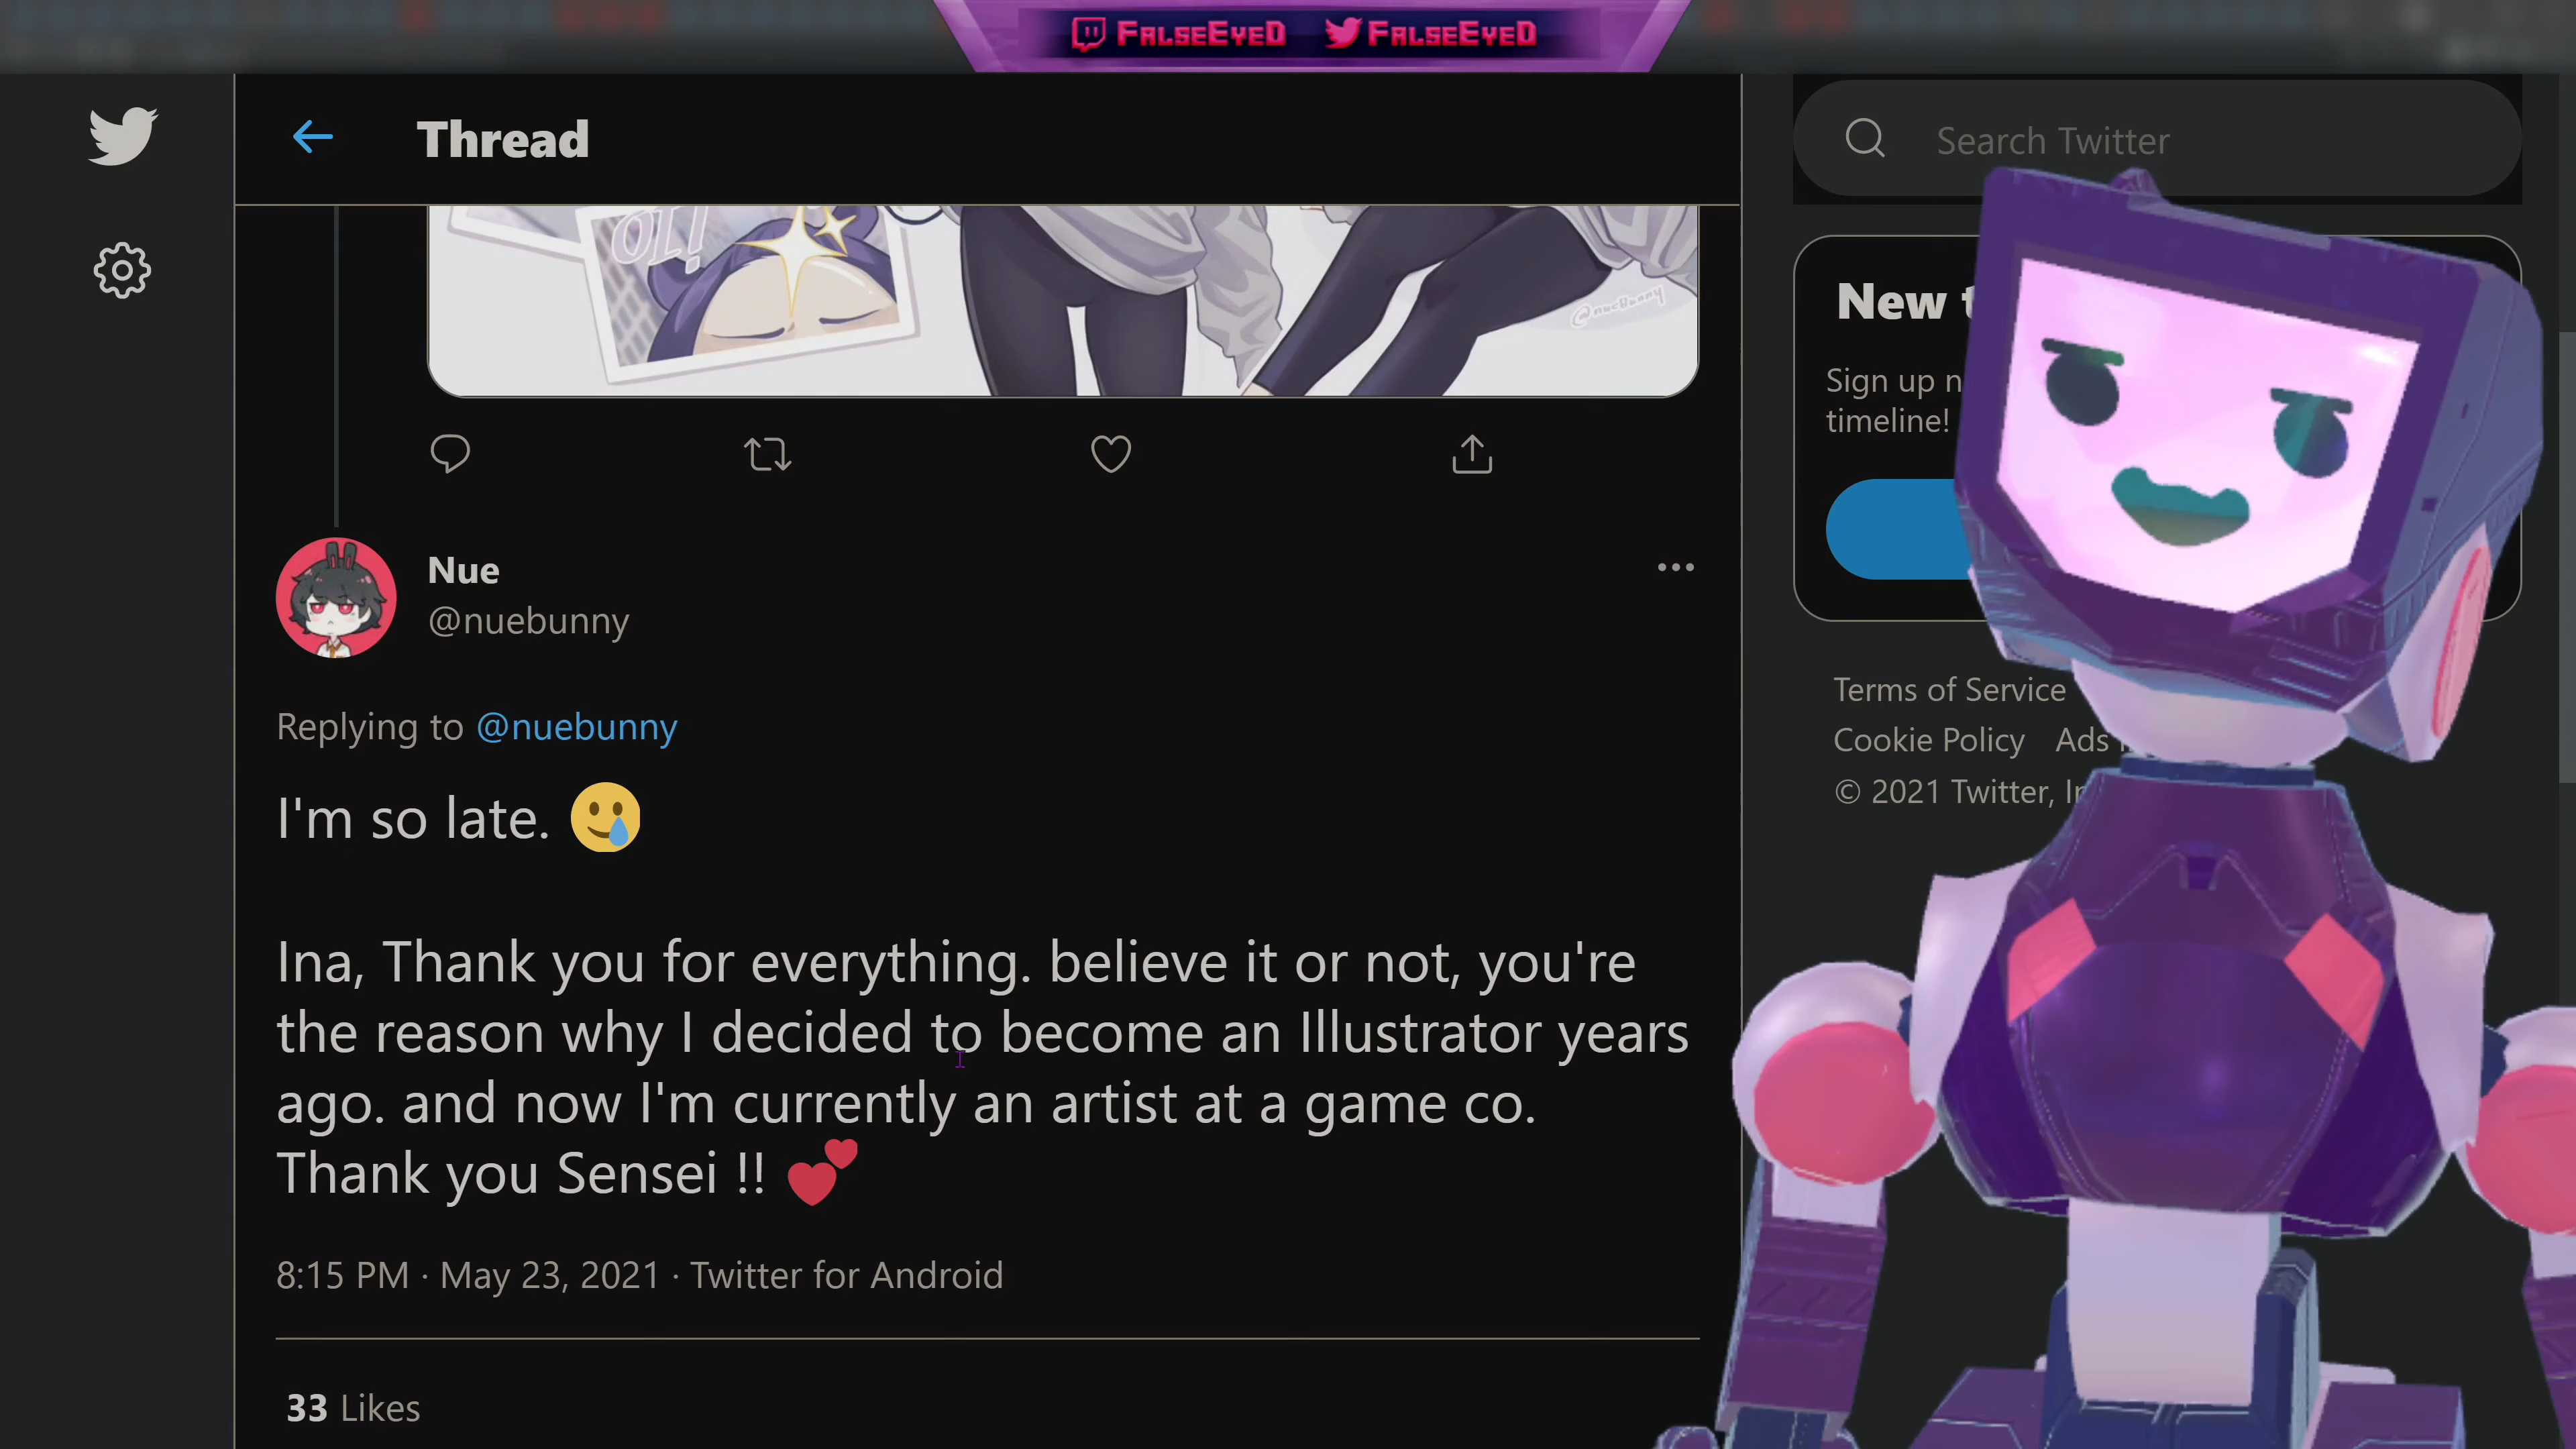 FalseEyeD FalseEyeD
Thread
Search Twitter
@nueBunny
New t
Sign up n
timeline!
Nue
@nuebunny
Replying to @nuebunny
I'm so late. 🥲
Ina, Thank you for everything. believe it or not, you're
the reason why I decided to become an Illustrator years
ago. and now I'm currently an artist at a game co.
Thank you Sensei !! 💕
8:15 PM · May 23, 2021 · Twitter for Android
33 Likes
Terms of Service
Cookie Policy Ads
© 2021 Twitter, In